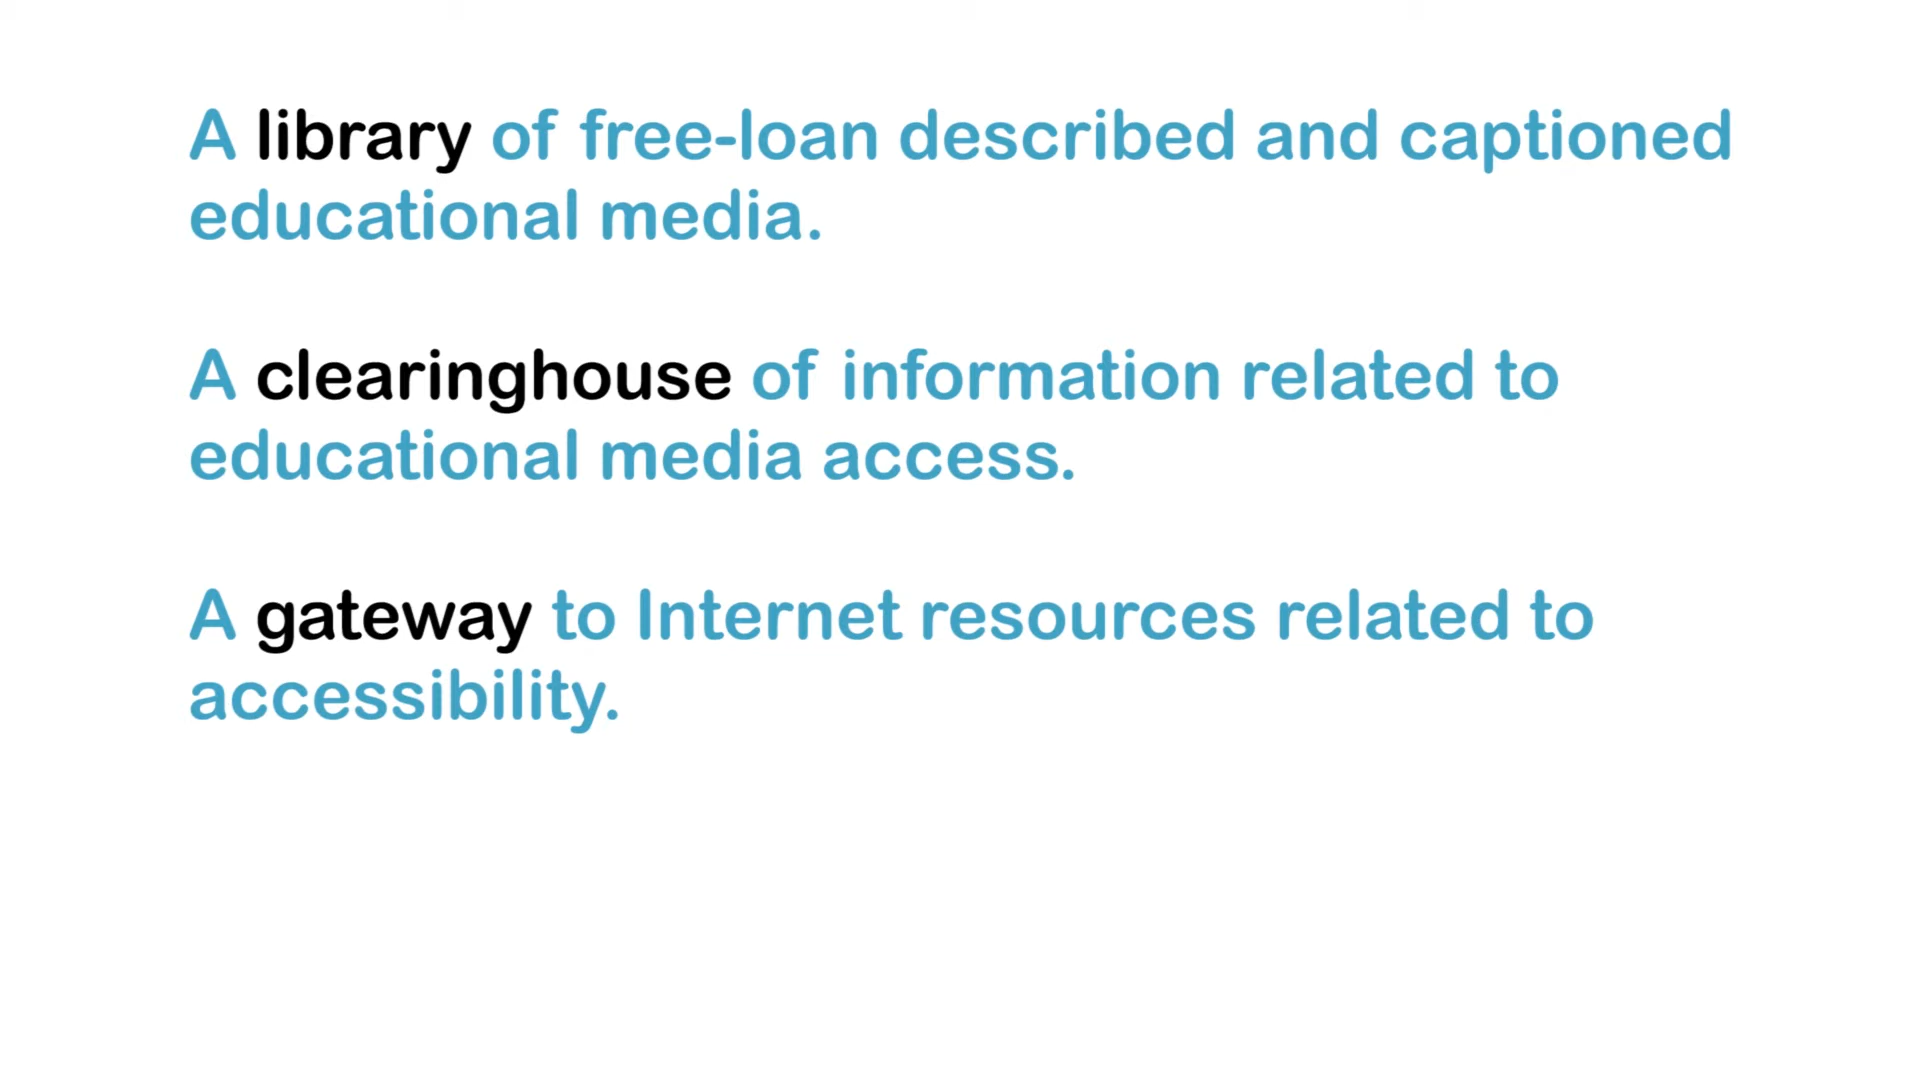 A library of free-loan described and captioned
educational media.
A clearinghouse of information related to
educational media access.
A gateway to Internet resources related to
accessibility.